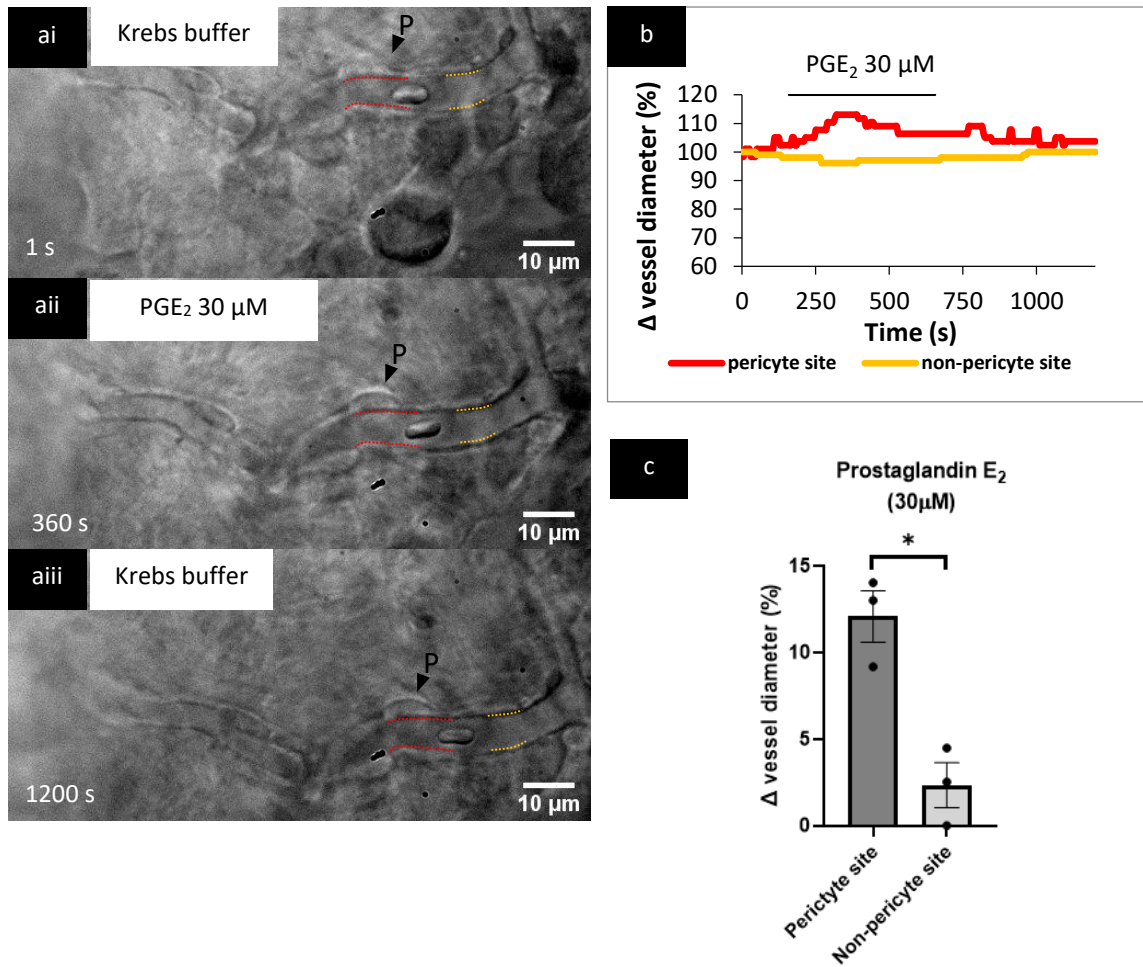 ai
Krebs buffer
P
1 s
10 µm
aii
PGE₂ 30 µM
P
360 s
10 µm
aiii
Krebs buffer
P
1200 s
10 µm
b
PGE₂ 30 µM
Δ vessel diameter (%)
120
110
100
90
80
70
60
0 250 500 750 1000
Time (s)
pericyte site non-pericyte site
c
Prostaglandin E₂
(30μM)
*
Δ vessel diameter (%)
15
10
5
0
Perictyte site
Non-pericyte site